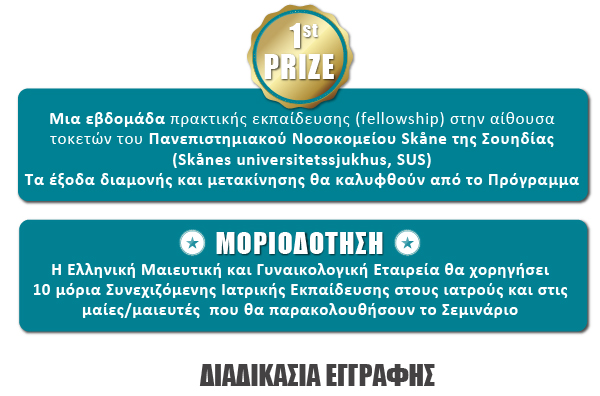 1st
PRIZE
Μια εβδομάδα πρακτικής εκπαίδευσης (fellowship) στην αίθουσα
τοκετών του Πανεπιστημιακού Νοσοκομείου Skåne της Σουηδίας
(Skånes universitetssjukhus, SUS)
Τα έξοδα διαμονής και μετακίνησης θα καλυφθούν από το Πρόγραμμα
ΜΟΡΙΟΔΟΤΗΣΗ
Η Ελληνική Μαιευτική και Γυναικολογική Εταιρεία θα χορηγήσει
10 μόρια Συνεχιζόμενης Ιατρικής Εκπαίδευσης στους ιατρούς και στις
μαίες/μαιευτές που θα παρακολουθήσουν το Σεμινάριο
ΔΙΑΔΙΚΑΣΙΑ ΕΓΓΡΑΦΗΣ